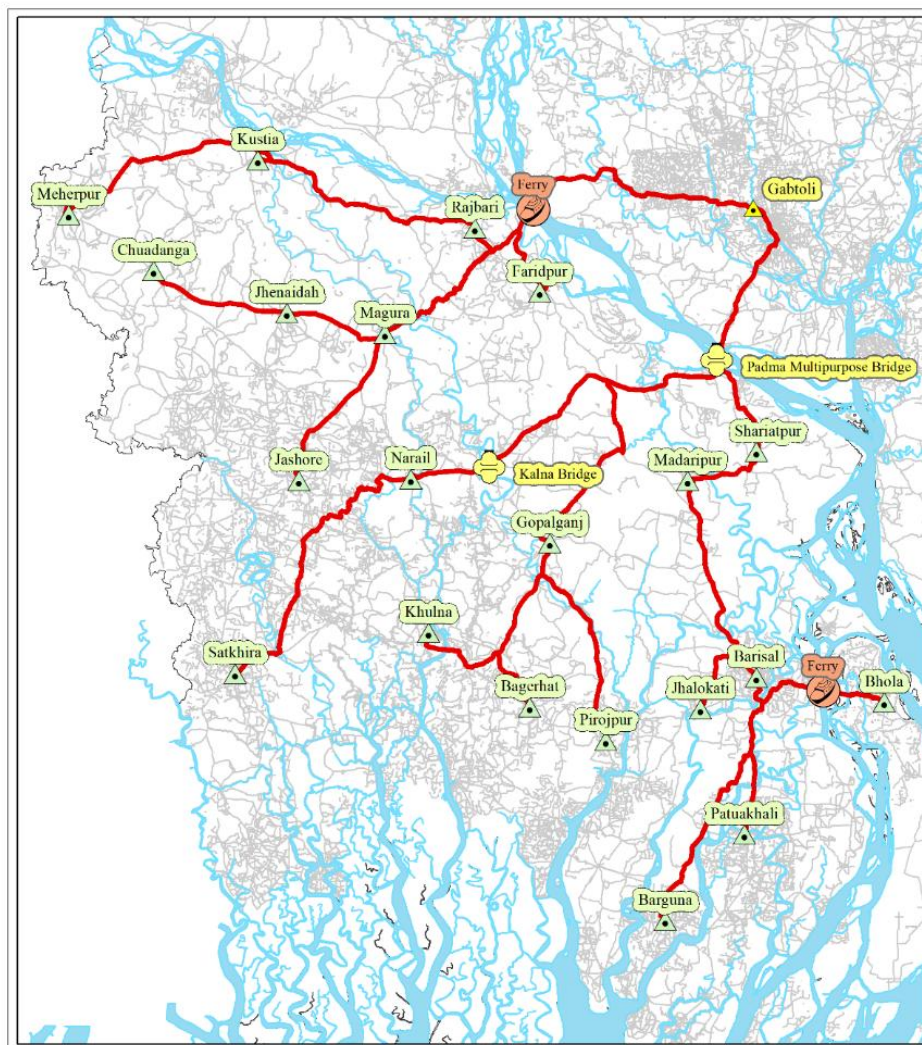 Kustia
Ferry
Meherpur
Gabtoli
Rajbari
Chuadanga
Faridpur
Jhenaidah
Magura
Padma Multipurpose Bridge
Shariatpur
Jashore
Narail
Madaripur
Kalna Bridge
Gopalganj
Khulna
Satkhira
Barisal
Ferry
Bhola
Bagerhat
Jhalokati
Pirojpur
Patuakhali
Barguna